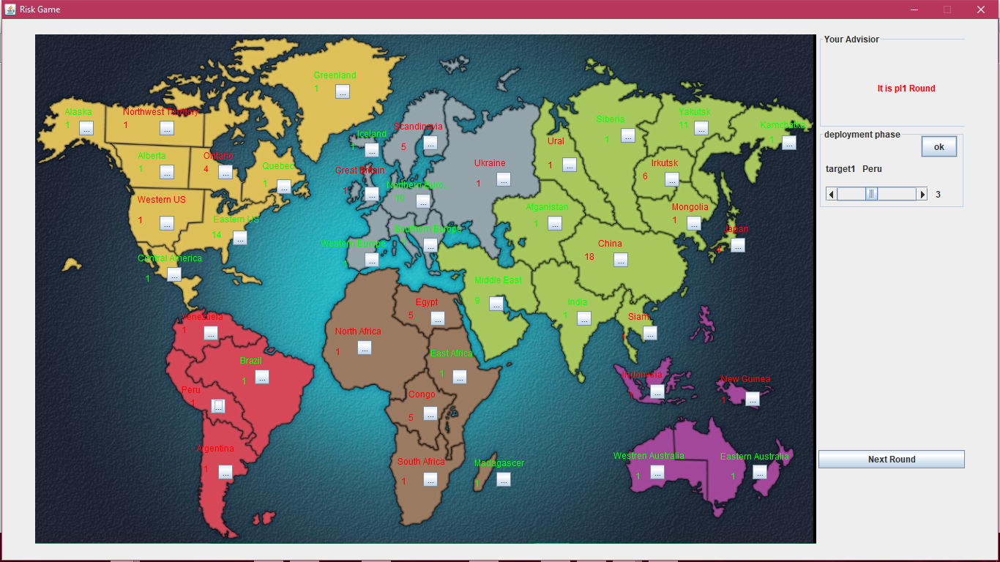 Risk Game
Your Advisior
It is pl1 Round
deployment phase
ok
target1 Peru
3
Next Round
Greenland
1
...
Alaska
1
...
Northwest Territory
1
...
Alberta
1
...
Ontario
4
...
Quebec
1
...
Western US
1
...
Eastern US
14
...
Central America
1
...
Venezuela
1
...
Brazil
1
...
Peru
1
...
Argentina
1
...
Iceland
1
...
Scandinavia
5
...
Great Britain
1
...
Northern Euro...
10
...
Ukraine
1
...
Southern Europe
1
...
Western Europe
1
...
North Africa
1
...
Egypt
5
...
East Africa
1
...
Congo
5
...
South Africa
1
...
Madagascer
1
...
Ural
1
...
Siberia
1
...
Yakutsk
11
...
Kamchatka
1
...
Irkutsk
6
...
Mongolia
1
...
Japan
...
Afganistan
1
...
China
18
...
Middle East
9
...
India
1
...
Siam
1
...
Indonesia
1
...
New Guinea
1
...
Westren Australia
1
...
Eastern Australia
1
...